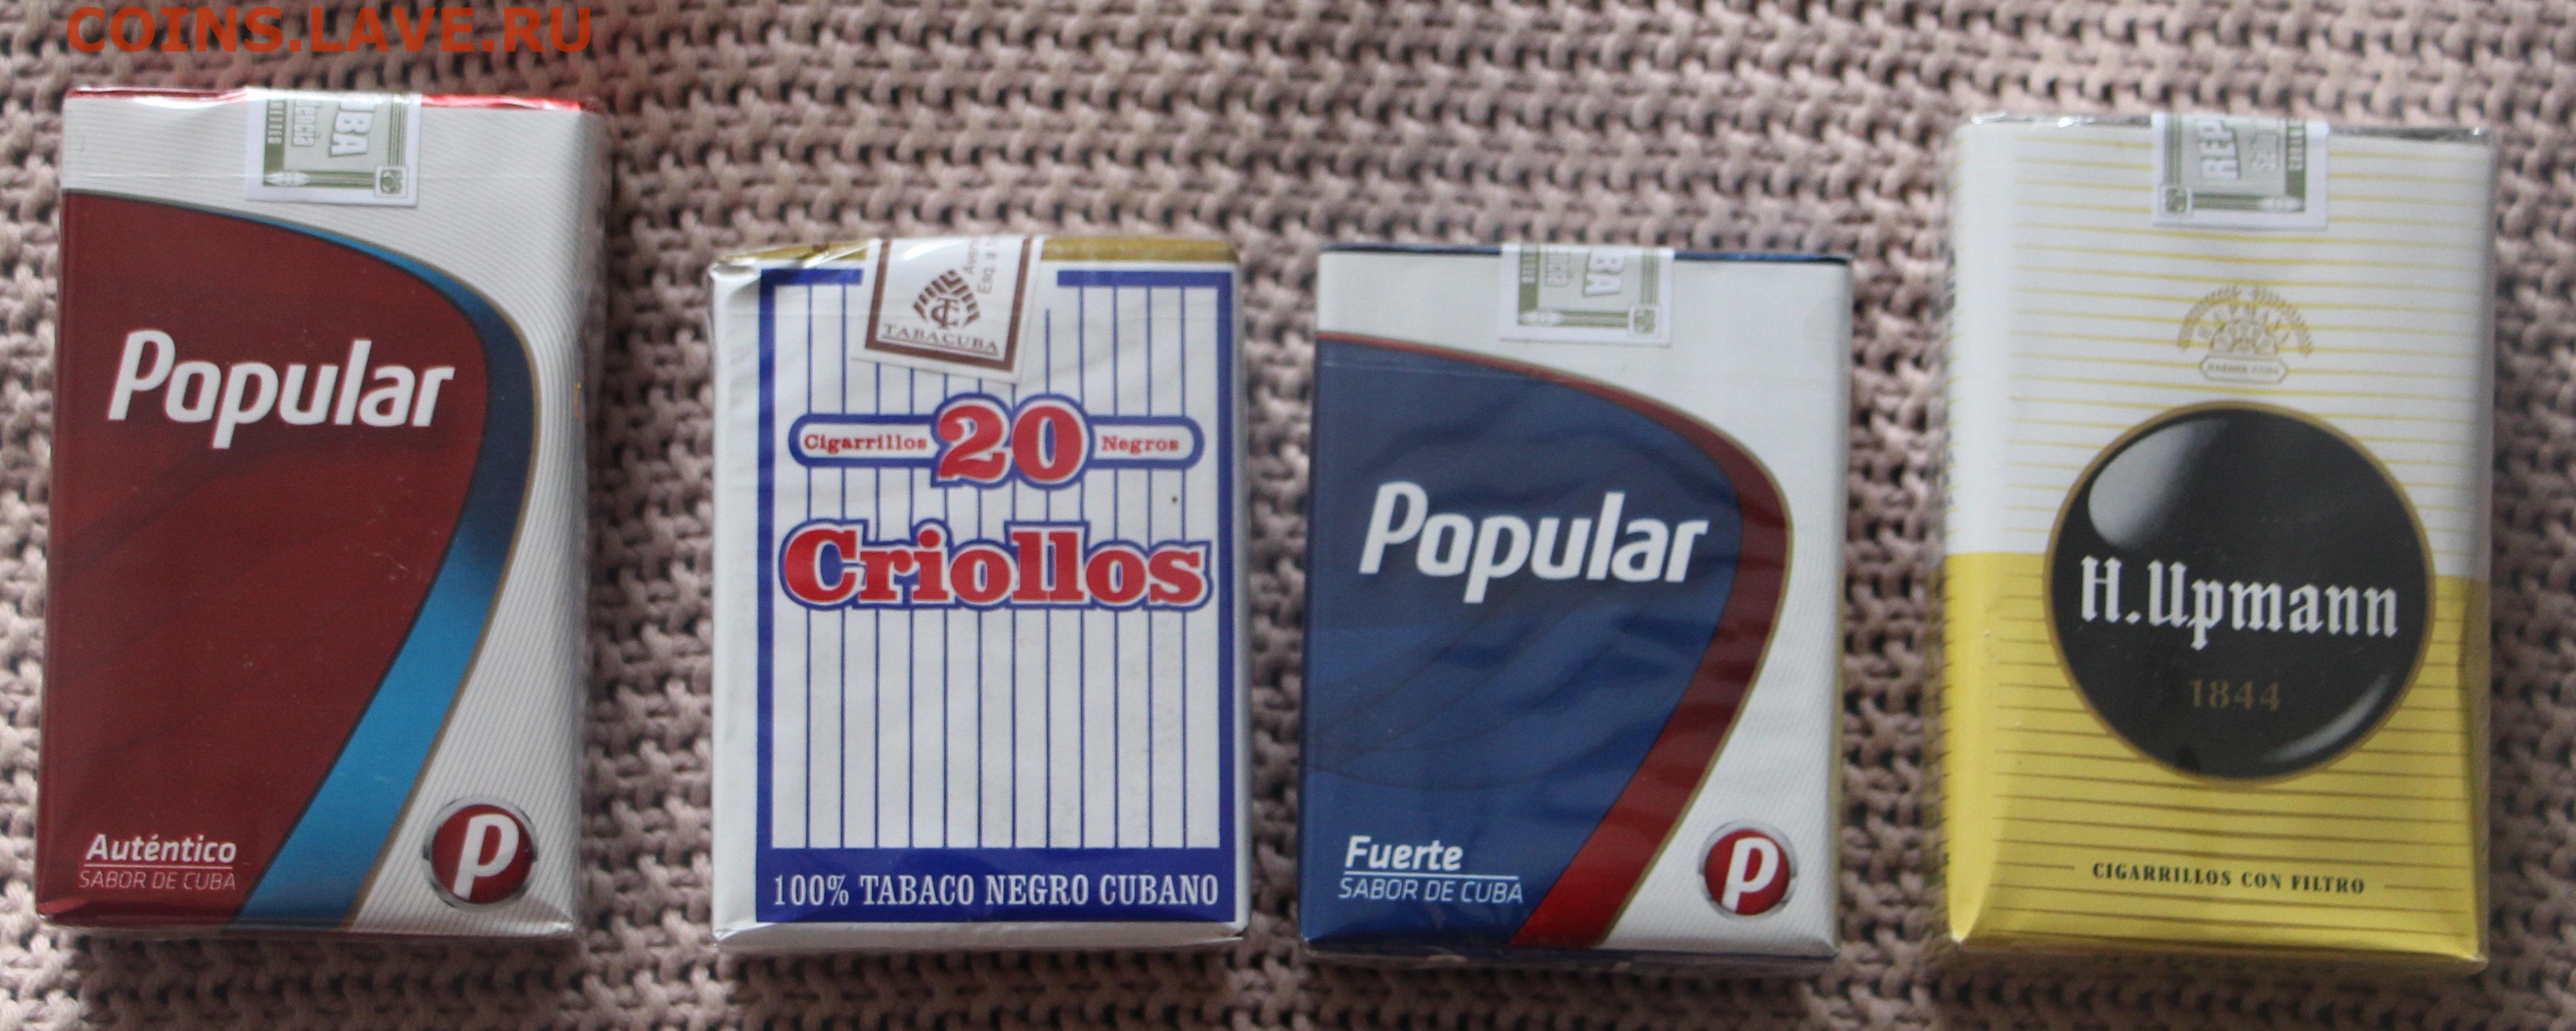 COINS.LAVE.RU
Popular
Auténtico
SABOR DE CUBA
P
TC
TABACUBA
Cigarrillos 20 Negros
Criollos
100% TABACO NEGRO CUBANO
Popular
Fuerte
SABOR DE CUBA
P
H.Upmann
1844
CIGARRILLOS CON FILTRO